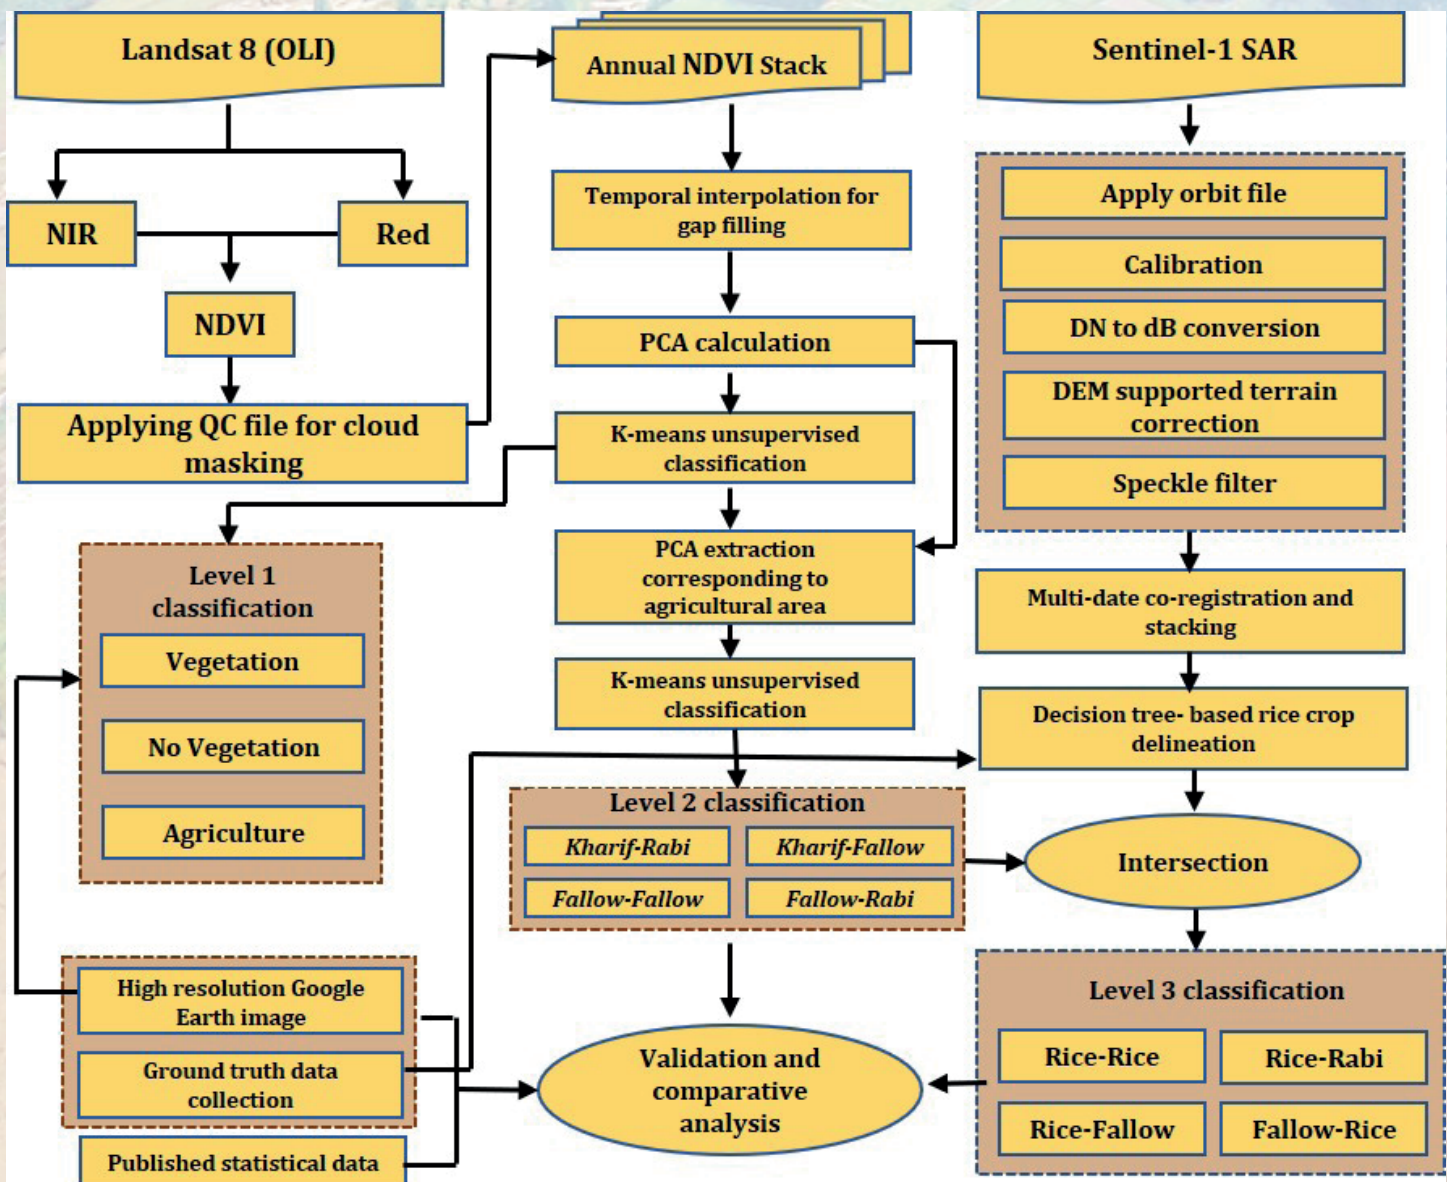 Landsat 8 (OLI)
NIR
Red
NDVI
Applying QC file for cloud
masking
Level 1
classification
Vegetation
No Vegetation
Agriculture
High resolution Google
Earth image
Ground truth data
collection
Published statistical data
Annual NDVI Stack
Temporal interpolation for
gap filling
PCA calculation
K-means unsupervised
classification
PCA extraction
corresponding to
agricultural area
K-means unsupervised
classification
Level 2 classification
Kharif-Rabi
Kharif-Fallow
Fallow-Fallow
Fallow-Rabi
Validation and
comparative
analysis
Sentinel-1 SAR
Apply orbit file
Calibration
DN to dB conversion
DEM supported terrain
correction
Speckle filter
Multi-date co-registration and
stacking
Decision tree- based rice crop
delineation
Intersection
Level 3 classification
Rice-Rice
Rice-Rabi
Rice-Fallow
Fallow-Rice